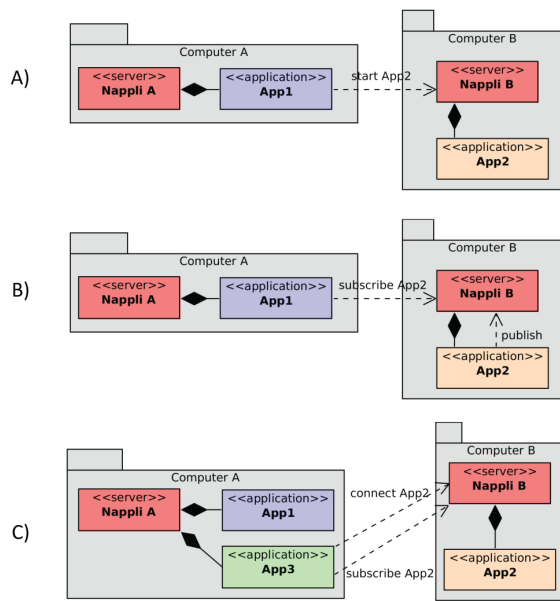 A)
Computer A
<<server>>
Nappli A
<<application>>
App1
start App2
Computer B
<<server>>
Nappli B
<<application>>
App2
B)
Computer A
<<server>>
Nappli A
<<application>>
App1
subscribe App2
Computer B
<<server>>
Nappli B
publish
<<application>>
App2
C)
Computer A
<<server>>
Nappli A
<<application>>
App1
<<application>>
App3
connect App2
subscribe App2
Computer B
<<server>>
Nappli B
<<application>>
App2